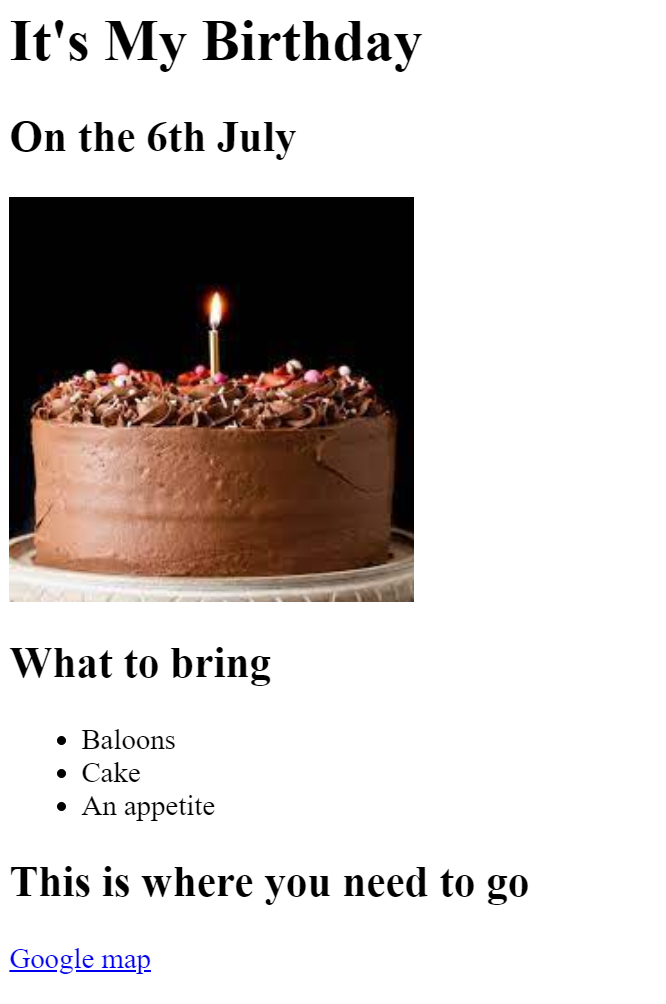 It's My Birthday
On the 6th July
What to bring
Baloons
Cake
An appetite
This is where you need to go
Google map